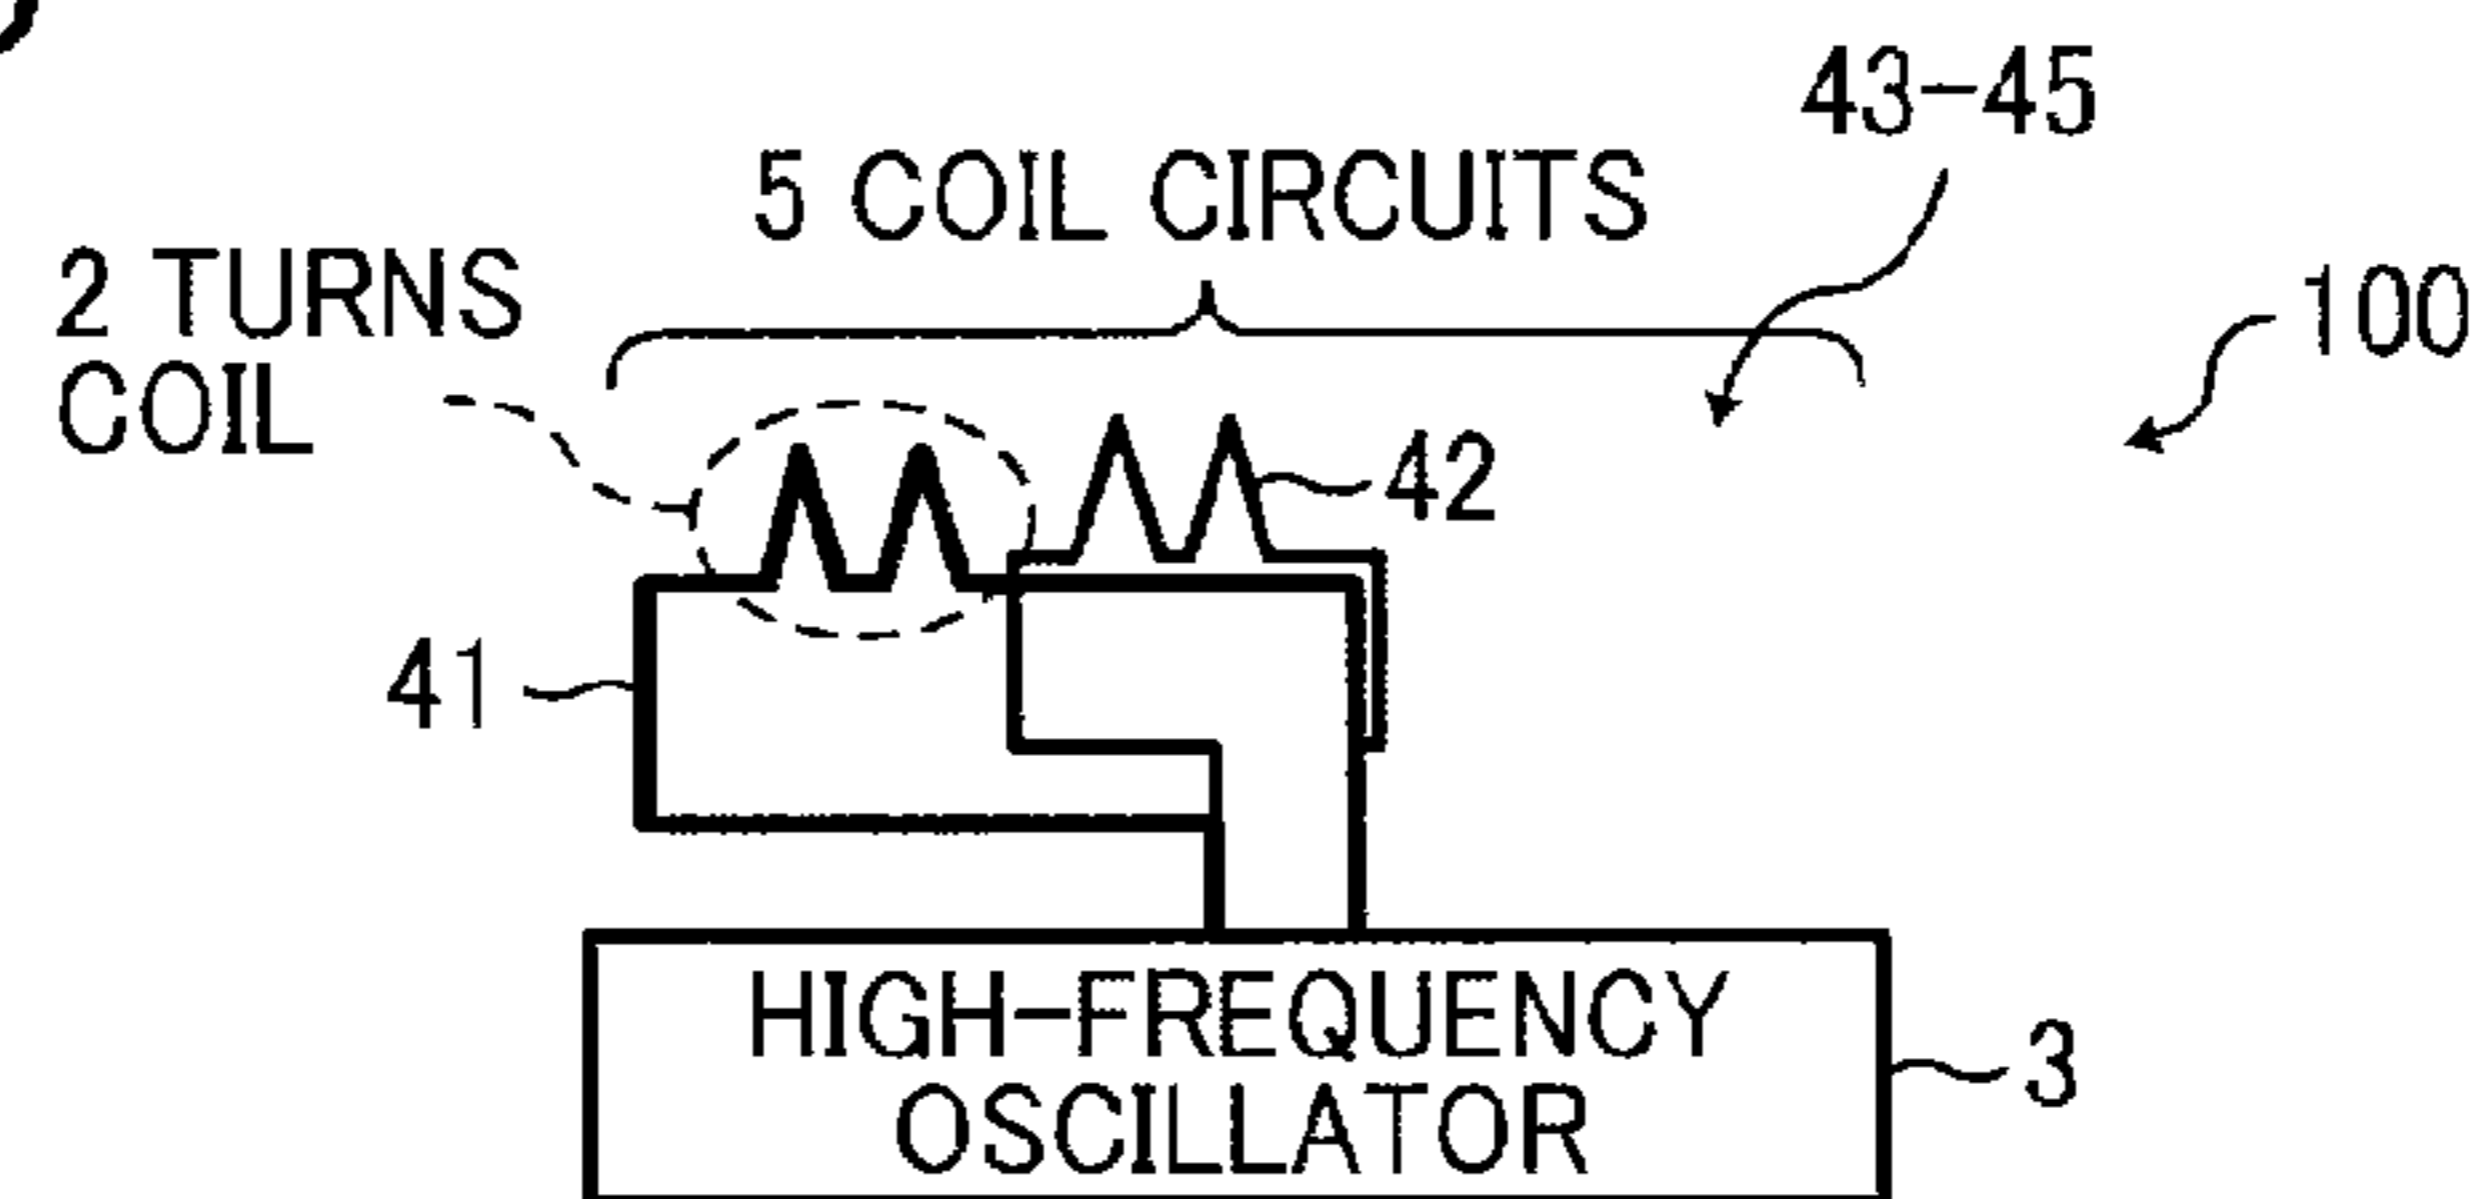 43-45
5 COIL CIRCUITS
2 TURNS
COIL
100
42
41
HIGH-FREQUENCY
OSCILLATOR
3